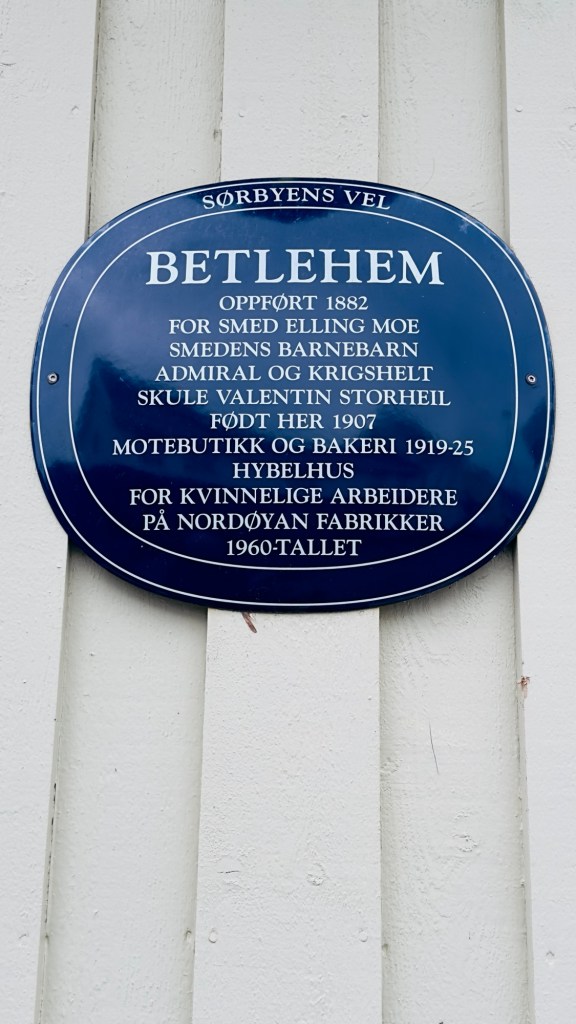 SØRBYENS VEL
BETLEHEM
OPPFØRT 1882
FOR SMED ELLING MOE
SMEDENS BARNEBARN
ADMIRAL OG KRIGSHELT
SKULE VALENTIN STORHEIL
FØDT HER 1907
MOTEBUTIKK OG BAKERI 1919-25
HYBELHUS
FOR KVINNELIGE ARBEIDERE
PÅ NORDØYAN FABRIKKER
1960-TALLET